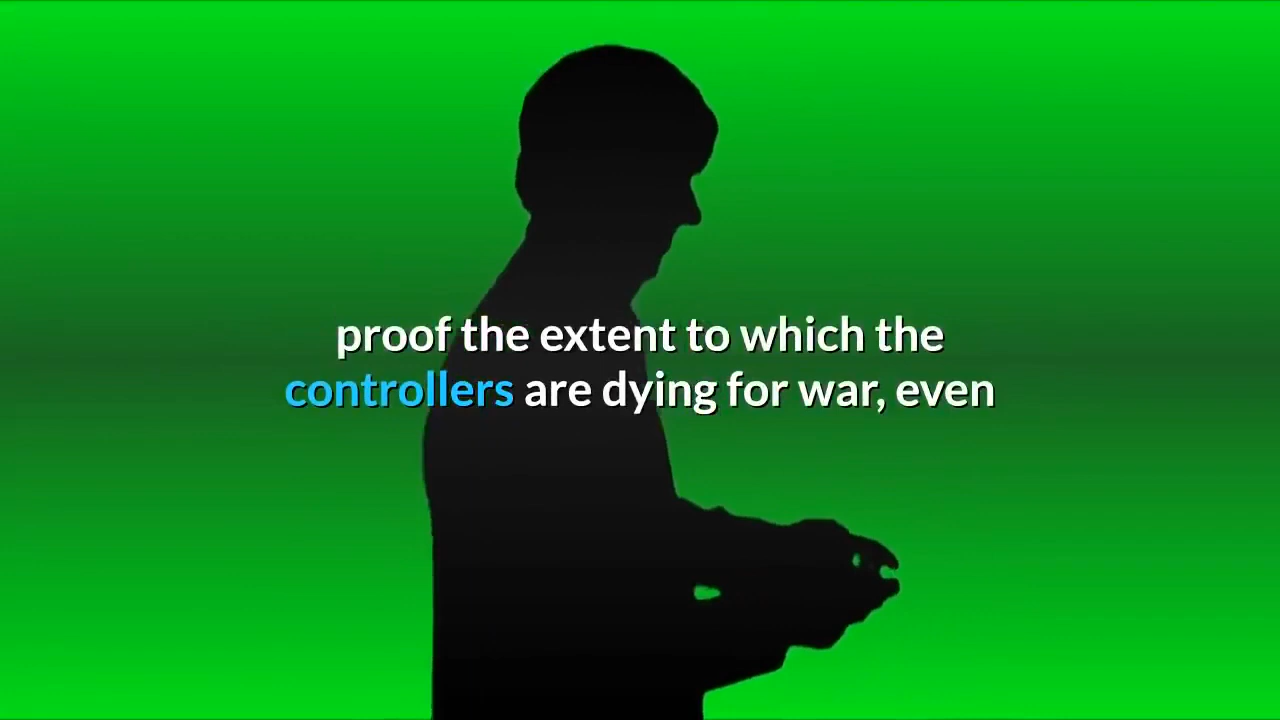 proof the extent to which the
controllers are dying for war, even